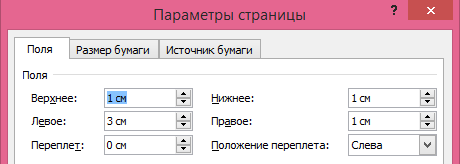 Параметры страницы
?
×
Поля Размер бумаги Источник бумаги
Поля
Верхнее: 1 см Нижнее: 1 см
Левое: 3 см Правое: 1 см
Переплет: 0 см Положение переплета: Слева